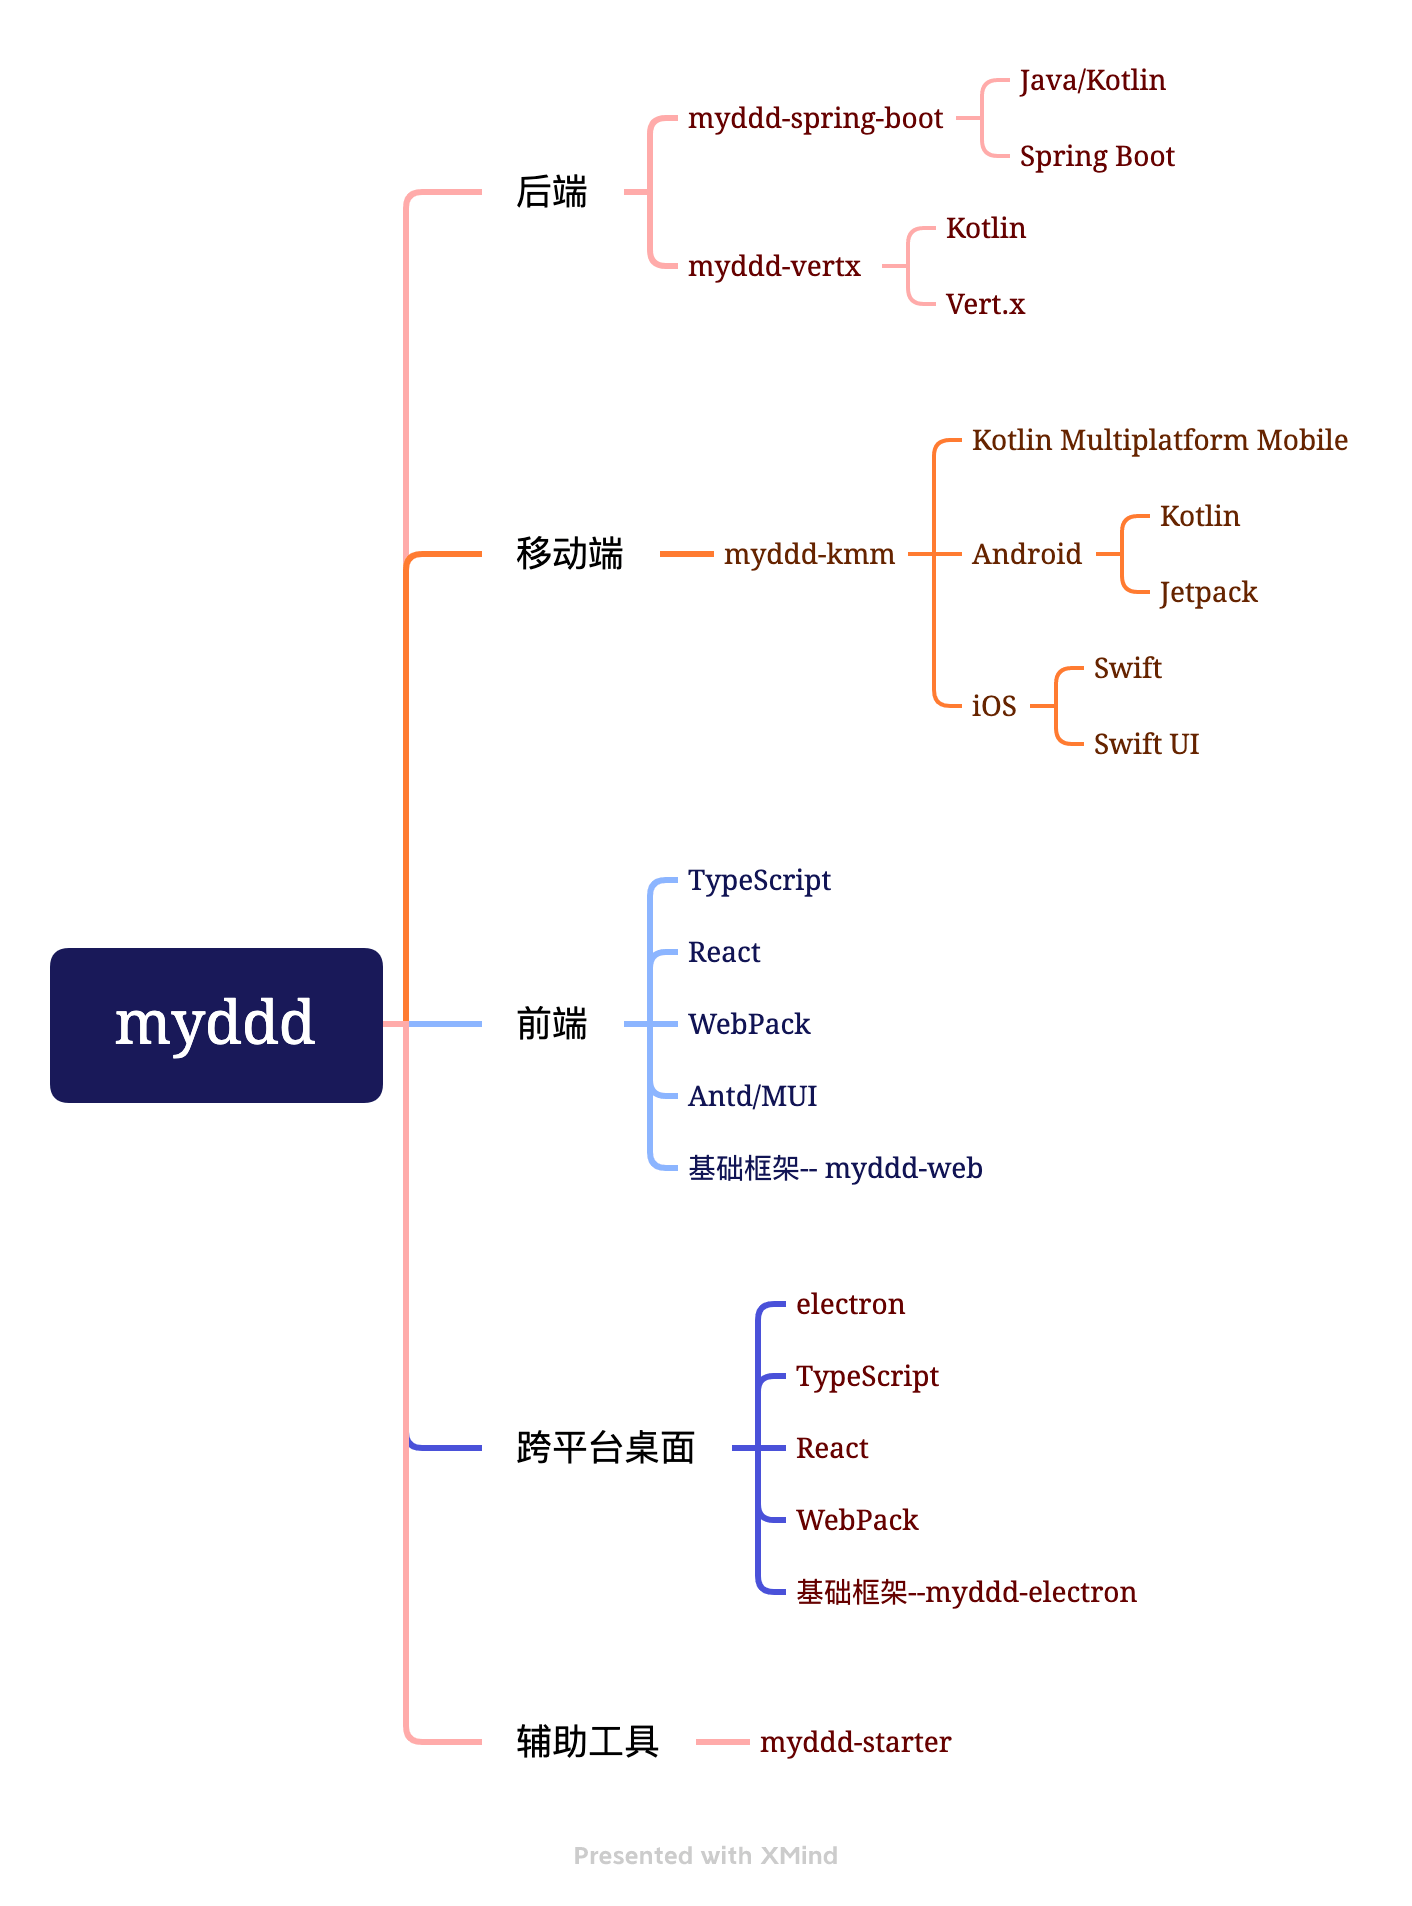 myddd
后端
myddd-spring-boot
Java/Kotlin
Spring Boot
myddd-vertx
Kotlin
Vert.x
移动端
myddd-kmm
Kotlin Multiplatform Mobile
Android
Kotlin
Jetpack
iOS
Swift
Swift UI
前端
TypeScript
React
WebPack
Antd/MUI
基础框架-- myddd-web
跨平台桌面
electron
TypeScript
React
WebPack
基础框架--myddd-electron
辅助工具
myddd-starter
Presented with XMind